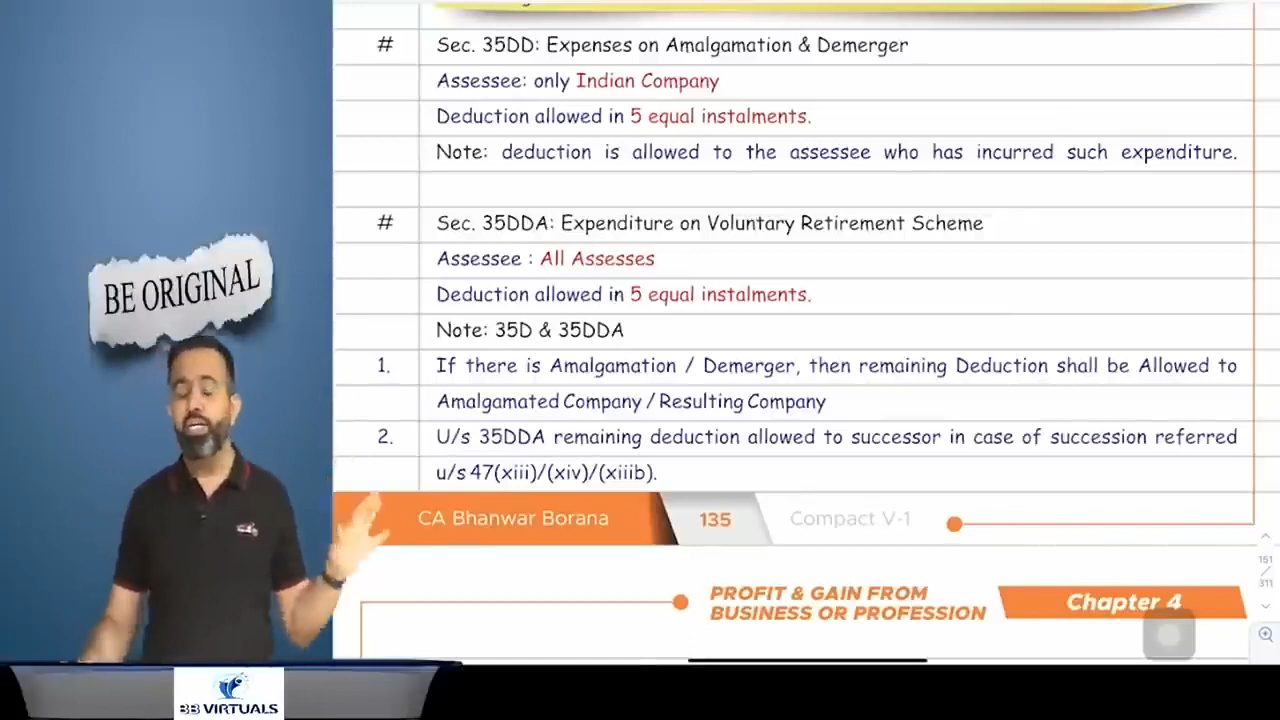 # Sec. 35DD: Expenses on Amalgamation & Demerger
Assessee: only Indian Company
Deduction allowed in 5 equal instalments.
Note: deduction is allowed to the assessee who has incurred such expenditure.
# Sec. 35DDA: Expenditure on Voluntary Retirement Scheme
Assessee : All Assesses
Deduction allowed in 5 equal instalments.
Note: 35D & 35DDA
1. If there is Amalgamation / Demerger, then remaining Deduction shall be Allowed to
Amalgamated Company / Resulting Company
2. U/s 35DDA remaining deduction allowed to successor in case of succession referred
u/s 47(xiii)/(xiv)/(xiiib).
BE ORIGINAL
CA Bhanwar Borana 135 Compact V-1
151
/
311
PROFIT & GAIN FROM
BUSINESS OR PROFESSION
Chapter 4
BB VIRTUALS